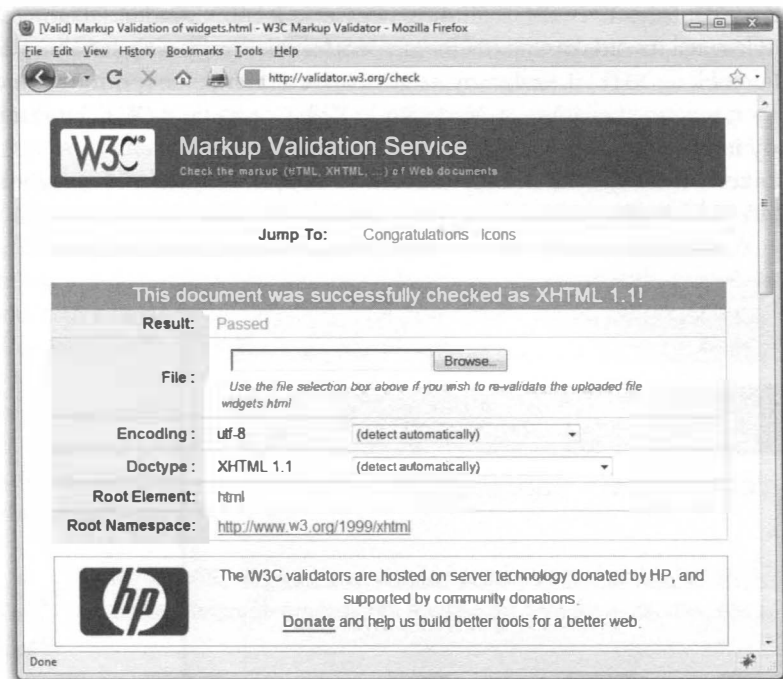 [Valid] Markup Validation of widgets.html - W3C Markup Validator - Mozilla Firefox
File Edit View History Bookmarks Tools Help
http://validator.w3.org/check
W3C® Markup Validation Service
Check the markup (HTML, XHTML, ...) of Web documents
Jump To: Congratulations Icons
This document was successfully checked as XHTML 1.1!
Result: Passed
File : Browse...
Use the file selection box above if you wish to re-validate the uploaded file
widgets html
Encoding : utf-8 (detect automatically)
Doctype : XHTML 1.1 (detect automatically)
Root Element: html
Root Namespace: http://www.w3.org/1999/xhtml
hp
The W3C validators are hosted on server technology donated by HP, and
supported by community donations.
Donate and help us build better tools for a better web.
Done